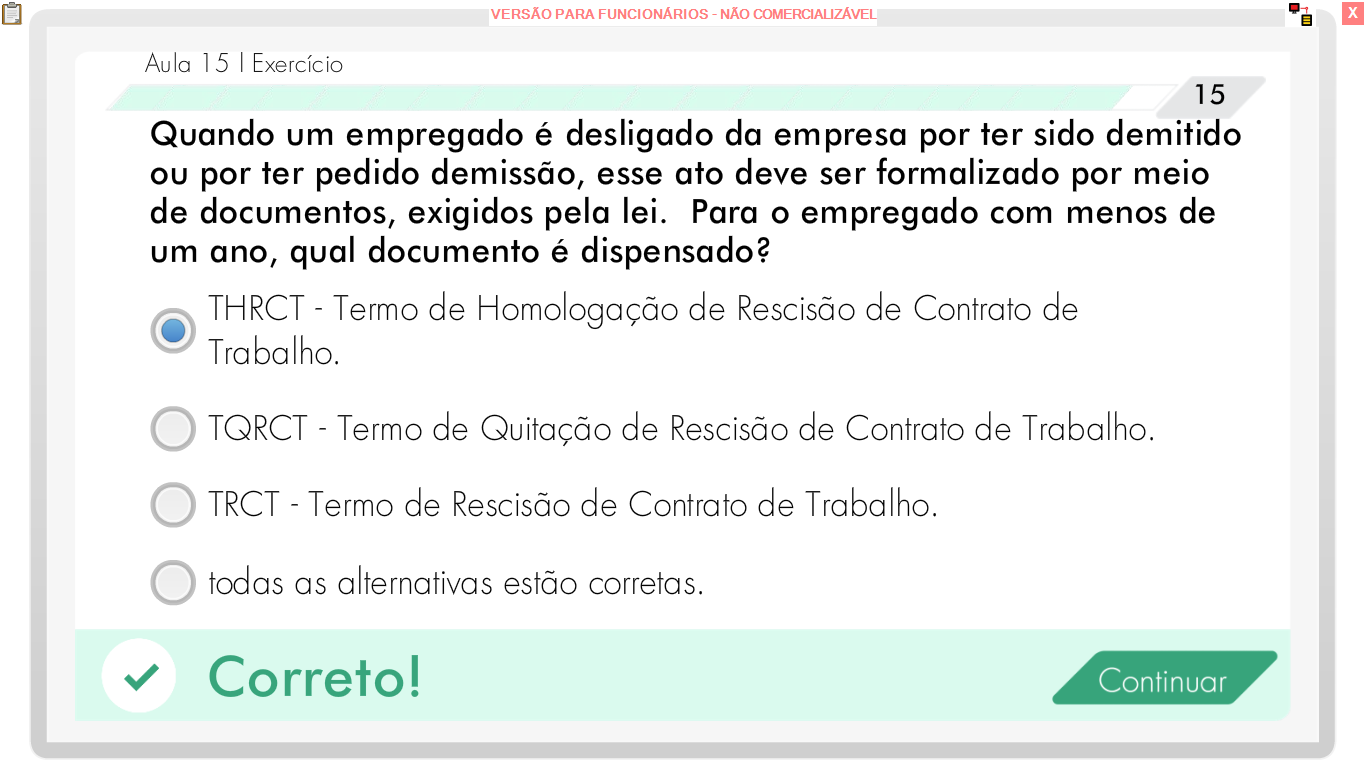 VERSÃO PARA FUNCIONÁRIOS - NÃO COMERCIALIZÁVEL
X
Aula 15 | Exercício
15
Quando um empregado é desligado da empresa por ter sido demitido
ou por ter pedido demissão, esse ato deve ser formalizado por meio
de documentos, exigidos pela lei.  Para o empregado com menos de
um ano, qual documento é dispensado?
THRCT - Termo de Homologação de Rescisão de Contrato de
Trabalho.
TQRCT - Termo de Quitação de Rescisão de Contrato de Trabalho.
TRCT - Termo de Rescisão de Contrato de Trabalho.
todas as alternativas estão corretas.
Correto!
Continuar